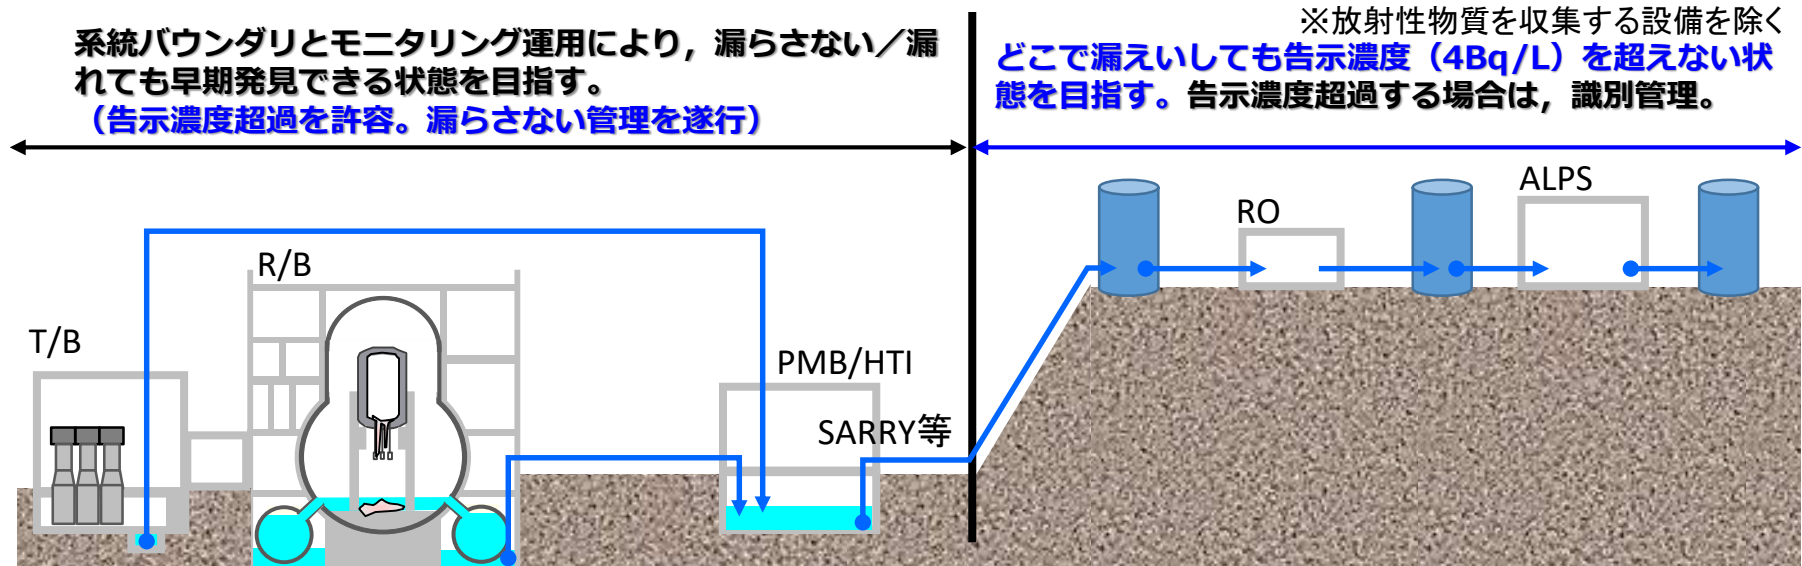 系統バウンダリとモニタリング運用により，漏らさない／漏
れても早期発見できる状態を目指す。
（告示濃度超過を許容。漏らさない管理を遂行）
※放射性物質を収集する設備を除く
どこで漏えいしても告示濃度（4Bq/L）を超えない状
態を目指す。告示濃度超過する場合は，識別管理。
ALPS
RO
R/B
T/B
PMB/HTI
SARRY等